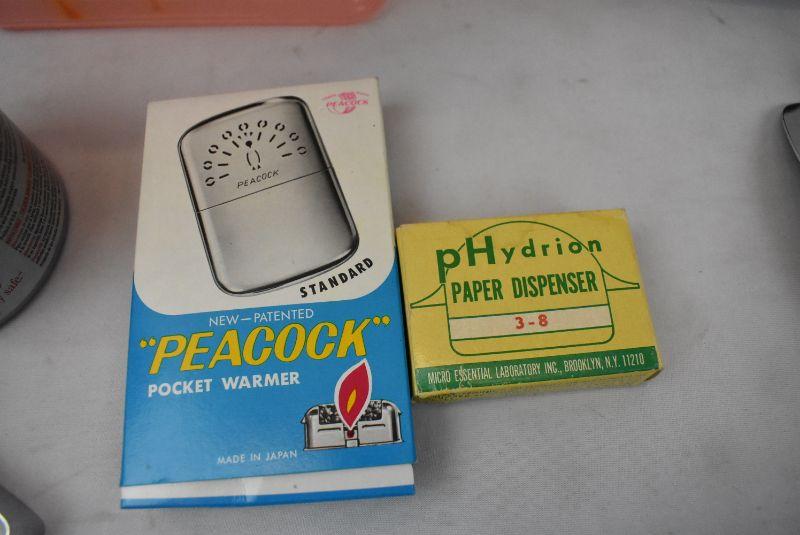 PEACOCK
PEACOCK
STANDARD
NEW—PATENTED
"PEACOCK"
POCKET WARMER
MADE IN JAPAN
pHydrion
PAPER DISPENSER
3-8
MICRO ESSENTIAL LABORATORY INC., BROOKLYN, N.Y. 11210